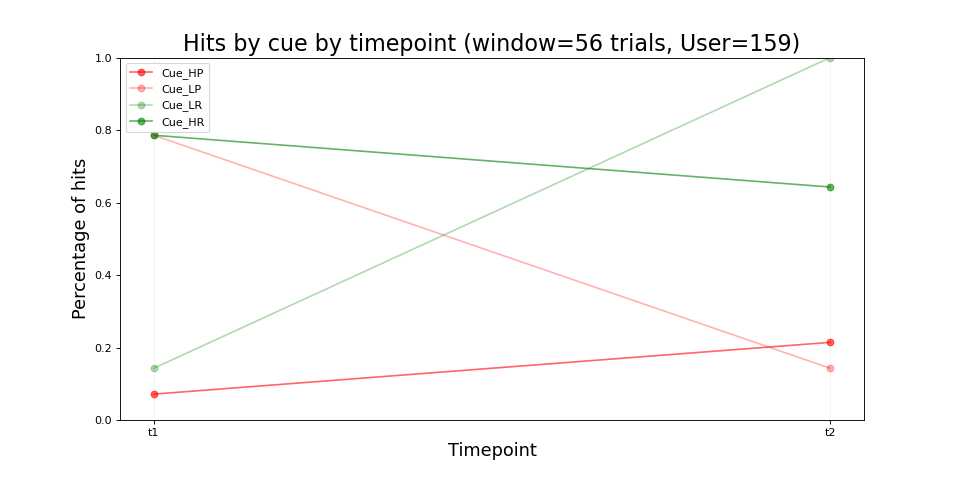 Hits by cue by timepoint (window=56 trials, User=159)
Cue_HP
Cue_LP
Cue_LR
Cue_HR
1.0
0.8
0.6
0.4
0.2
0.0
Percentage of hits
t1
t2
Timepoint